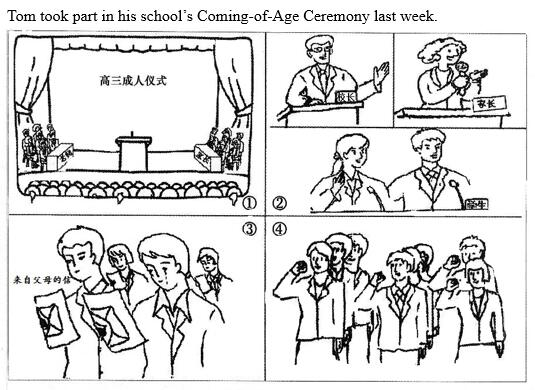 Tom took part in his school's Coming-of-Age Ceremony last week.
高三成人仪式
①
校长
家长
学生
②
③
来自父母的信
④